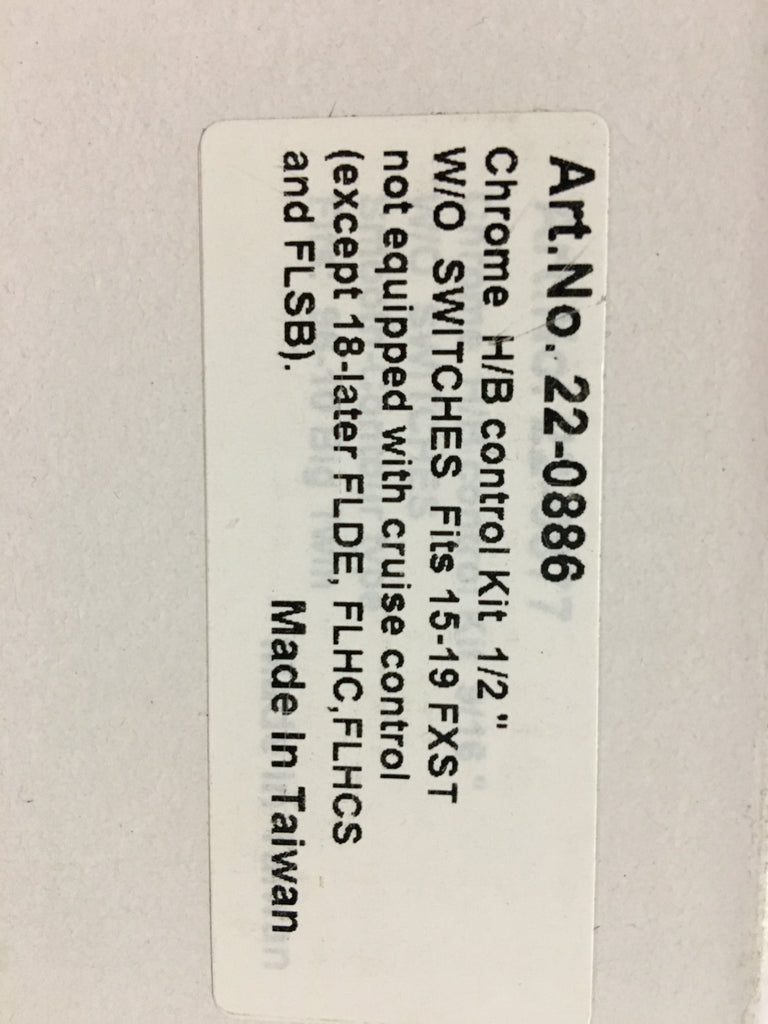 Art.No. 22-0886
Chrome H/B control Kit 1/2 "
W/O SWITCHES Fits 15-19 FXST
not equipped with cruise control
(except 18-later FLDE, FLHC,FLHCS
and FLSB).
Made In Taiwan